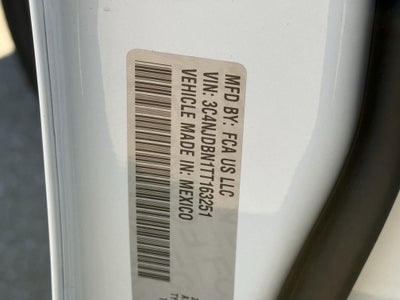 MFD BY: FCA US LLC
VIN: 3C4NJDBN1TT163251
VEHICLE MADE IN: MEXICO